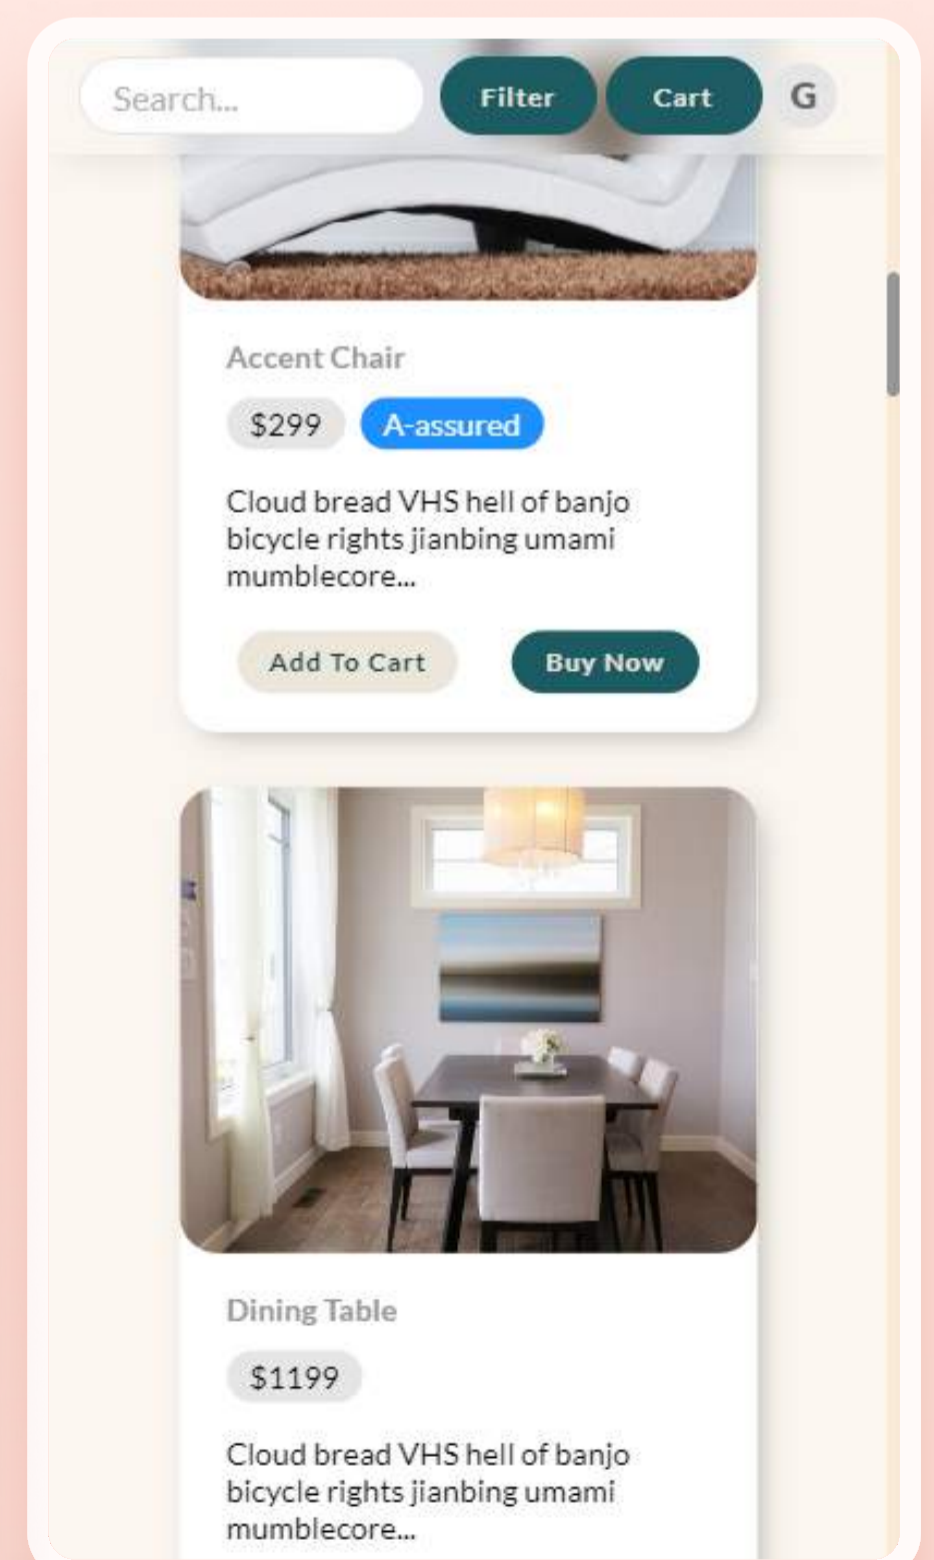 Search...
Filter
Cart
G
Accent Chair
$299
A-assured
Cloud bread VHS hell of banjo
bicycle rights jianbing umami
mumblecore...
Add To Cart
Buy Now
Dining Table
$1199
Cloud bread VHS hell of banjo
bicycle rights jianbing umami
mumblecore...